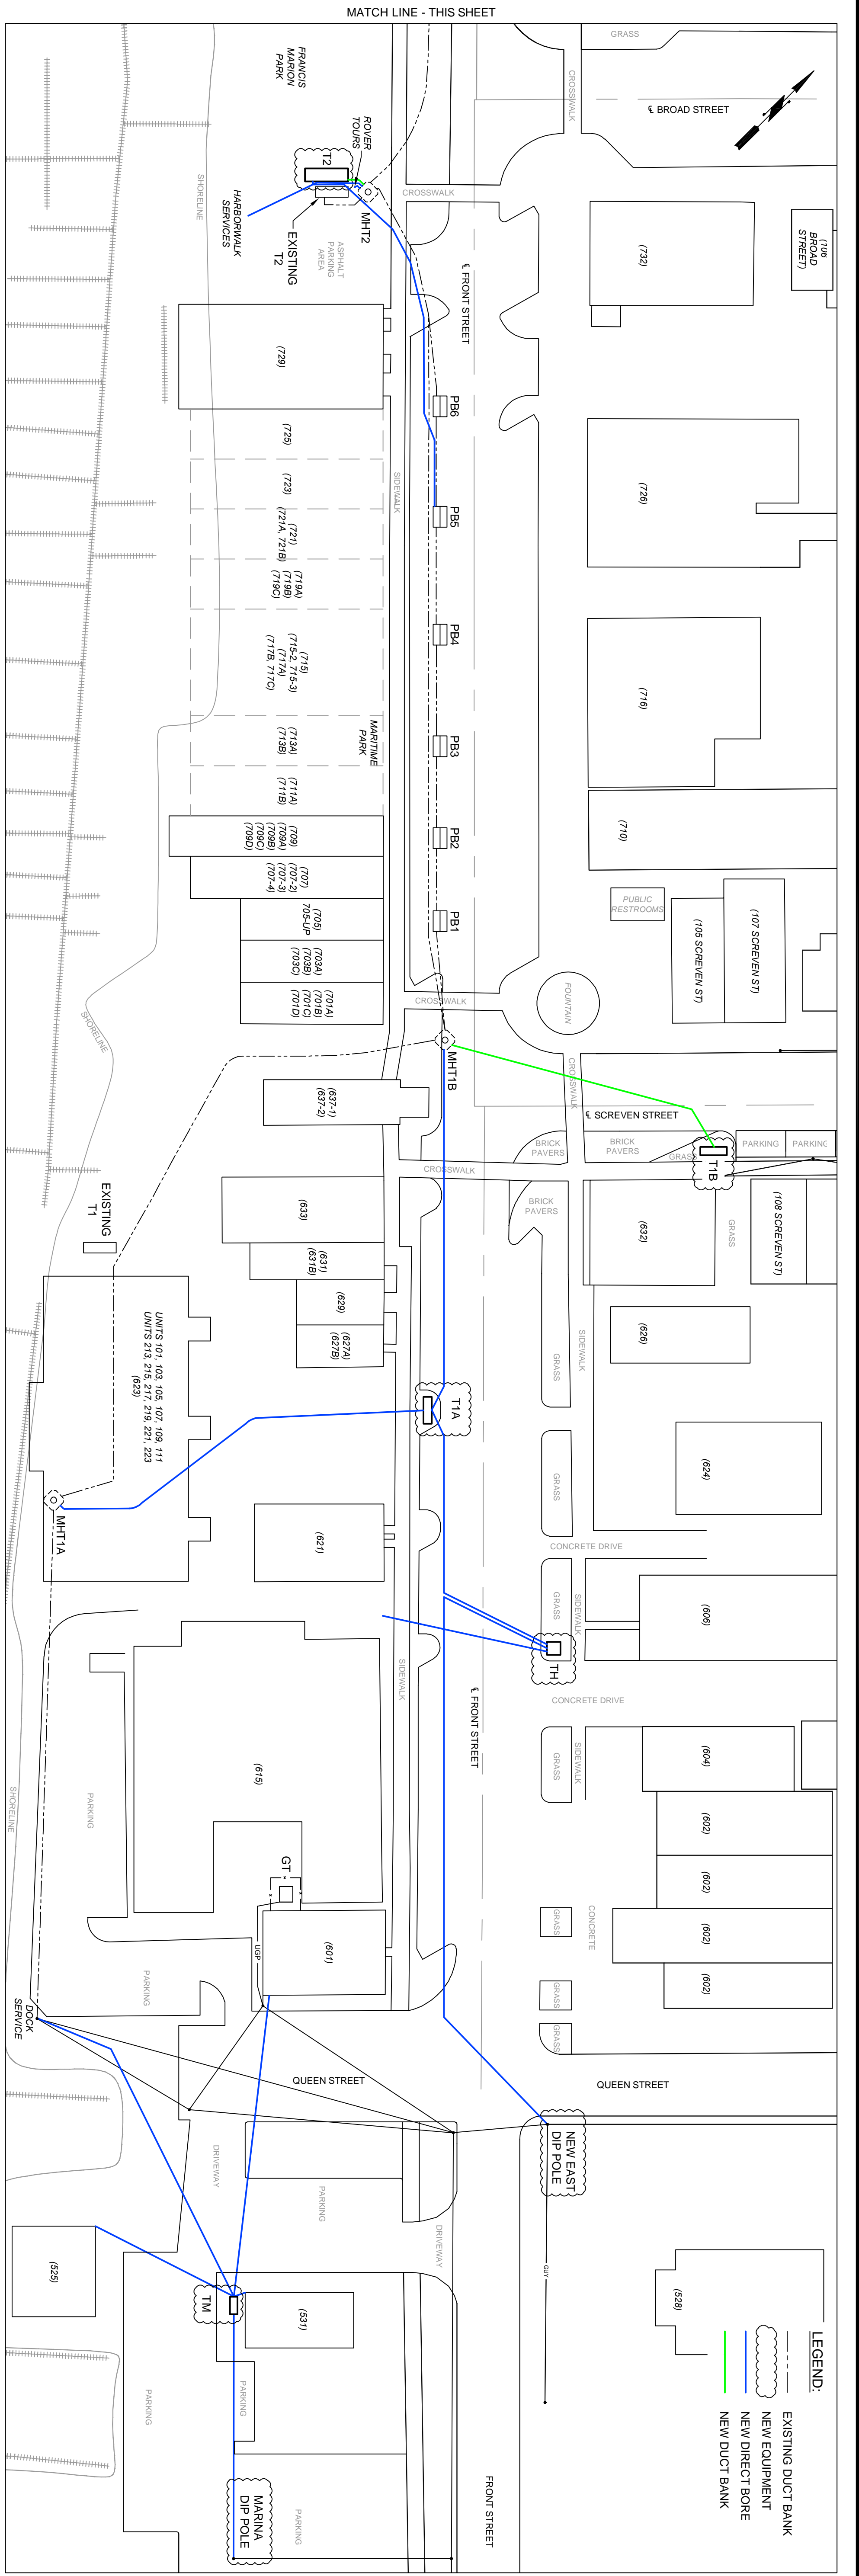 MATCH LINE - THIS SHEET
FRANCIS
MARION
PARK
GRASS
CROSSWALK
℄ BROAD STREET
ROVER
TOURS
T2
SHORELINE
HARBORWALK
SERVICES
MHT2
EXISTING
T2
ASPHALT
PARKING
AREA
CROSSWALK
℄ FRONT STREET
(732)
(706
BROAD
STREET)
(729)
PB6
(725)
(723)
SIDEWALK
PB5
(726)
(721)
(721A, 721B)
(719A)
(719B)
(719C)
PB4
(715)
(715-2, 715-3)
(717A)
(717B, 717C)
(716)
MARITIME
PARK
PB3
(713A)
(713B)
(711A)
(711B)
PB2
(710)
(709)
(709A)
(709B)
(709C)
(709D)
(707)
(707-2)
(707-3)
(707-4)
PB1
PUBLIC
RESTROOMS
(705)
705-UP
(703A)
(703B)
(703C)
(105 SCREVEN ST)
(107 SCREVEN ST)
(701A)
(701B)
(701C)
(701D)
CROSSWALK
FOUNTAIN
SHORELINE
MHT1B
CROSSWALK
(637-1)
(637-2)
℄ SCREVEN STREET
BRICK
PAVERS
BRICK
PAVERS
GRASS
T1B
PARKING
PARKING
CROSSWALK
EXISTING
T1
(633)
BRICK
PAVERS
(632)
GRASS
(108 SCREVEN ST)
(631)
(631B)
(629)
(627A)
(627B)
(626)
GRASS
SIDEWALK
UNITS 101, 103, 105, 107, 109, 111
UNITS 213, 215, 217, 219, 221, 223
(623)
T1A
(624)
GRASS
MHT1A
(621)
CONCRETE DRIVE
GRASS
SIDEWALK
(606)
TH
SIDEWALK
℄ FRONT STREET
CONCRETE DRIVE
(615)
PARKING
SHORELINE
GRASS
SIDEWALK
(604)
(602)
(602)
GT
UGP
(601)
GRASS
CONCRETE
(602)
PARKING
GRASS
(602)
DOCK
SERVICE
GRASS
QUEEN STREET
QUEEN STREET
NEW EAST
DIP POLE
DRIVEWAY
PARKING
DRIVEWAY
(525)
GUY
(528)
TM
(531)
PARKING
PARKING
LEGEND:
EXISTING DUCT BANK
NEW EQUIPMENT
NEW DIRECT BORE
NEW DUCT BANK
MARINA
DIP POLE
PARKING
FRONT STREET